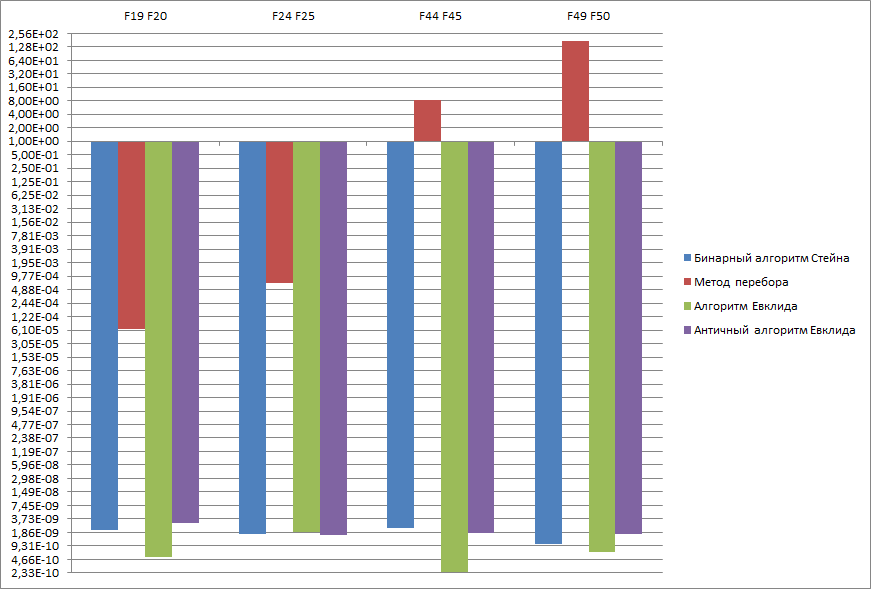 F19 F20 F24 F25 F44 F45 F49 F50
2,56E+02
1,28E+02
6,40E+01
3,20E+01
1,60E+01
8,00E+00
4,00E+00
2,00E+00
1,00E+00
5,00E-01
2,50E-01
1,25E-01
6,25E-02
3,13E-02
1,56E-02
7,81E-03
3,91E-03
1,95E-03
9,77E-04
4,88E-04
2,44E-04
1,22E-04
6,10E-05
3,05E-05
1,53E-05
7,63E-06
3,81E-06
1,91E-06
9,54E-07
4,77E-07
2,38E-07
1,19E-07
5,96E-08
2,98E-08
1,49E-08
7,45E-09
3,73E-09
1,86E-09
9,31E-10
4,66E-10
2,33E-10
Бинарный алгоритм Стейна
Метод перебора
Алгоритм Евклида
Античный алгоритм Евклида